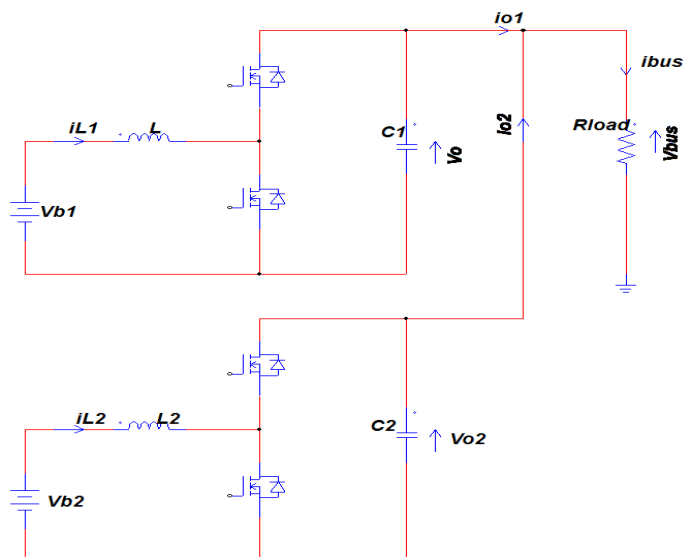 io1
ibus
iL1
L
C1
Vo
Io2
Rload
Vbus
Vb1
iL2
L2
C2
Vo2
Vb2